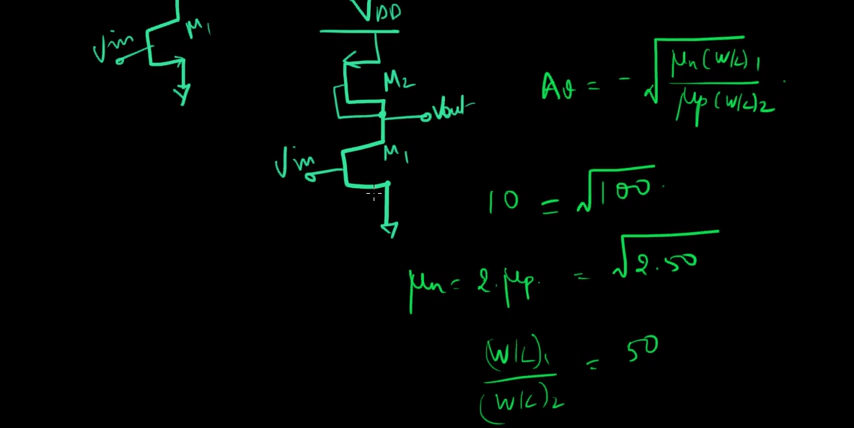 M1
Vin
VDD
M2
Vout
M1
Vin
Av = - √(μn(W/L)1 / μp(W/L)2) .
10 = √100 .
μn = 2.μp. = √2.50
(W/L)1 / (W/L)2 = 50